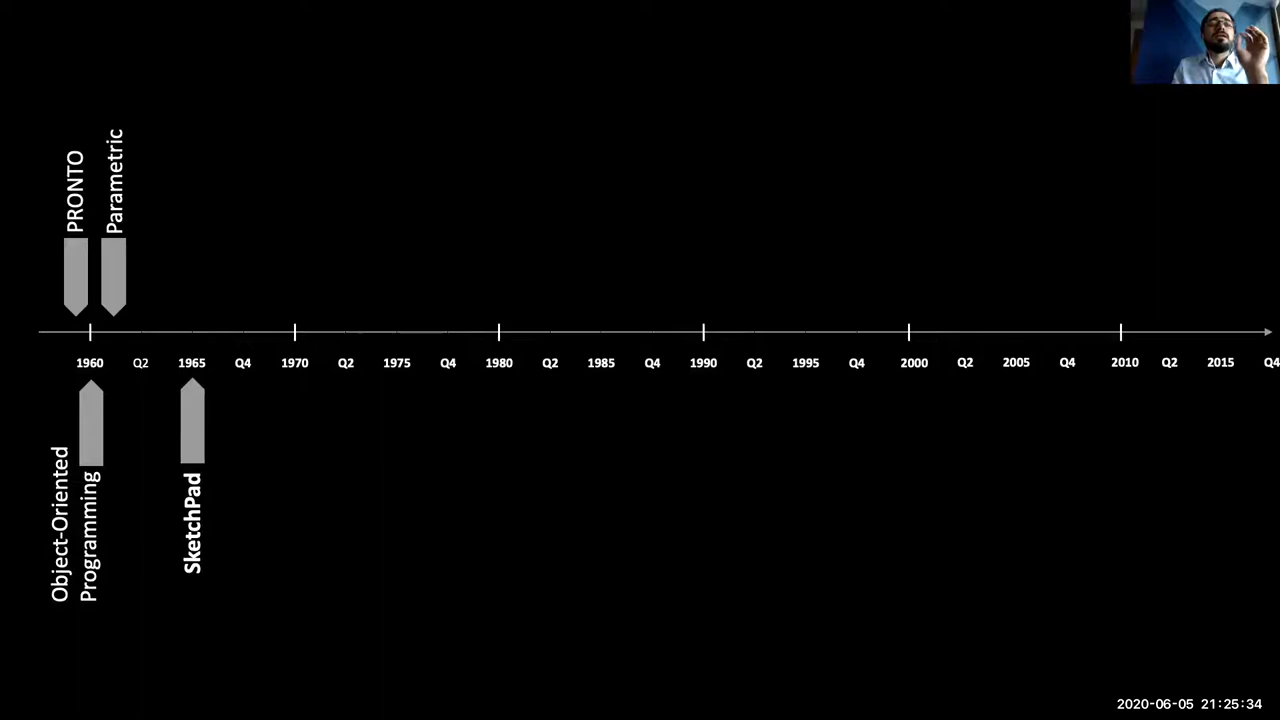 PRONTO
Parametric
1960 Q2 1965 Q4 1970 Q2 1975 Q4 1980 Q2 1985 Q4 1990 Q2 1995 Q4 2000 Q2 2005 Q4 2010 Q2 2015 Q4
Object-Oriented
Programming
SketchPad
2020-06-05 21:25:34